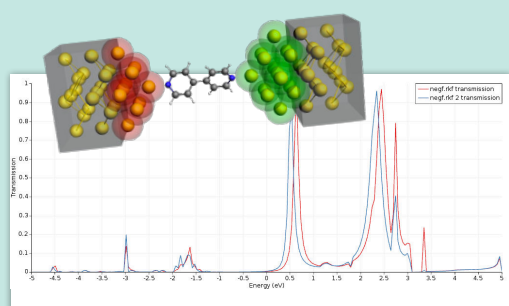 negf.rkf transmission
negf.rkf 2 transmission
1
0.9
0.8
0.7
0.6
0.5
0.4
0.3
0.2
0.1
0
Transmission
-5 -4.5 -4 -3.5 -3 -2.5 -2 -1.5 -1 -0.5 0 0.5 1 1.5 2 2.5 3 3.5 4 4.5 5
Energy (eV)